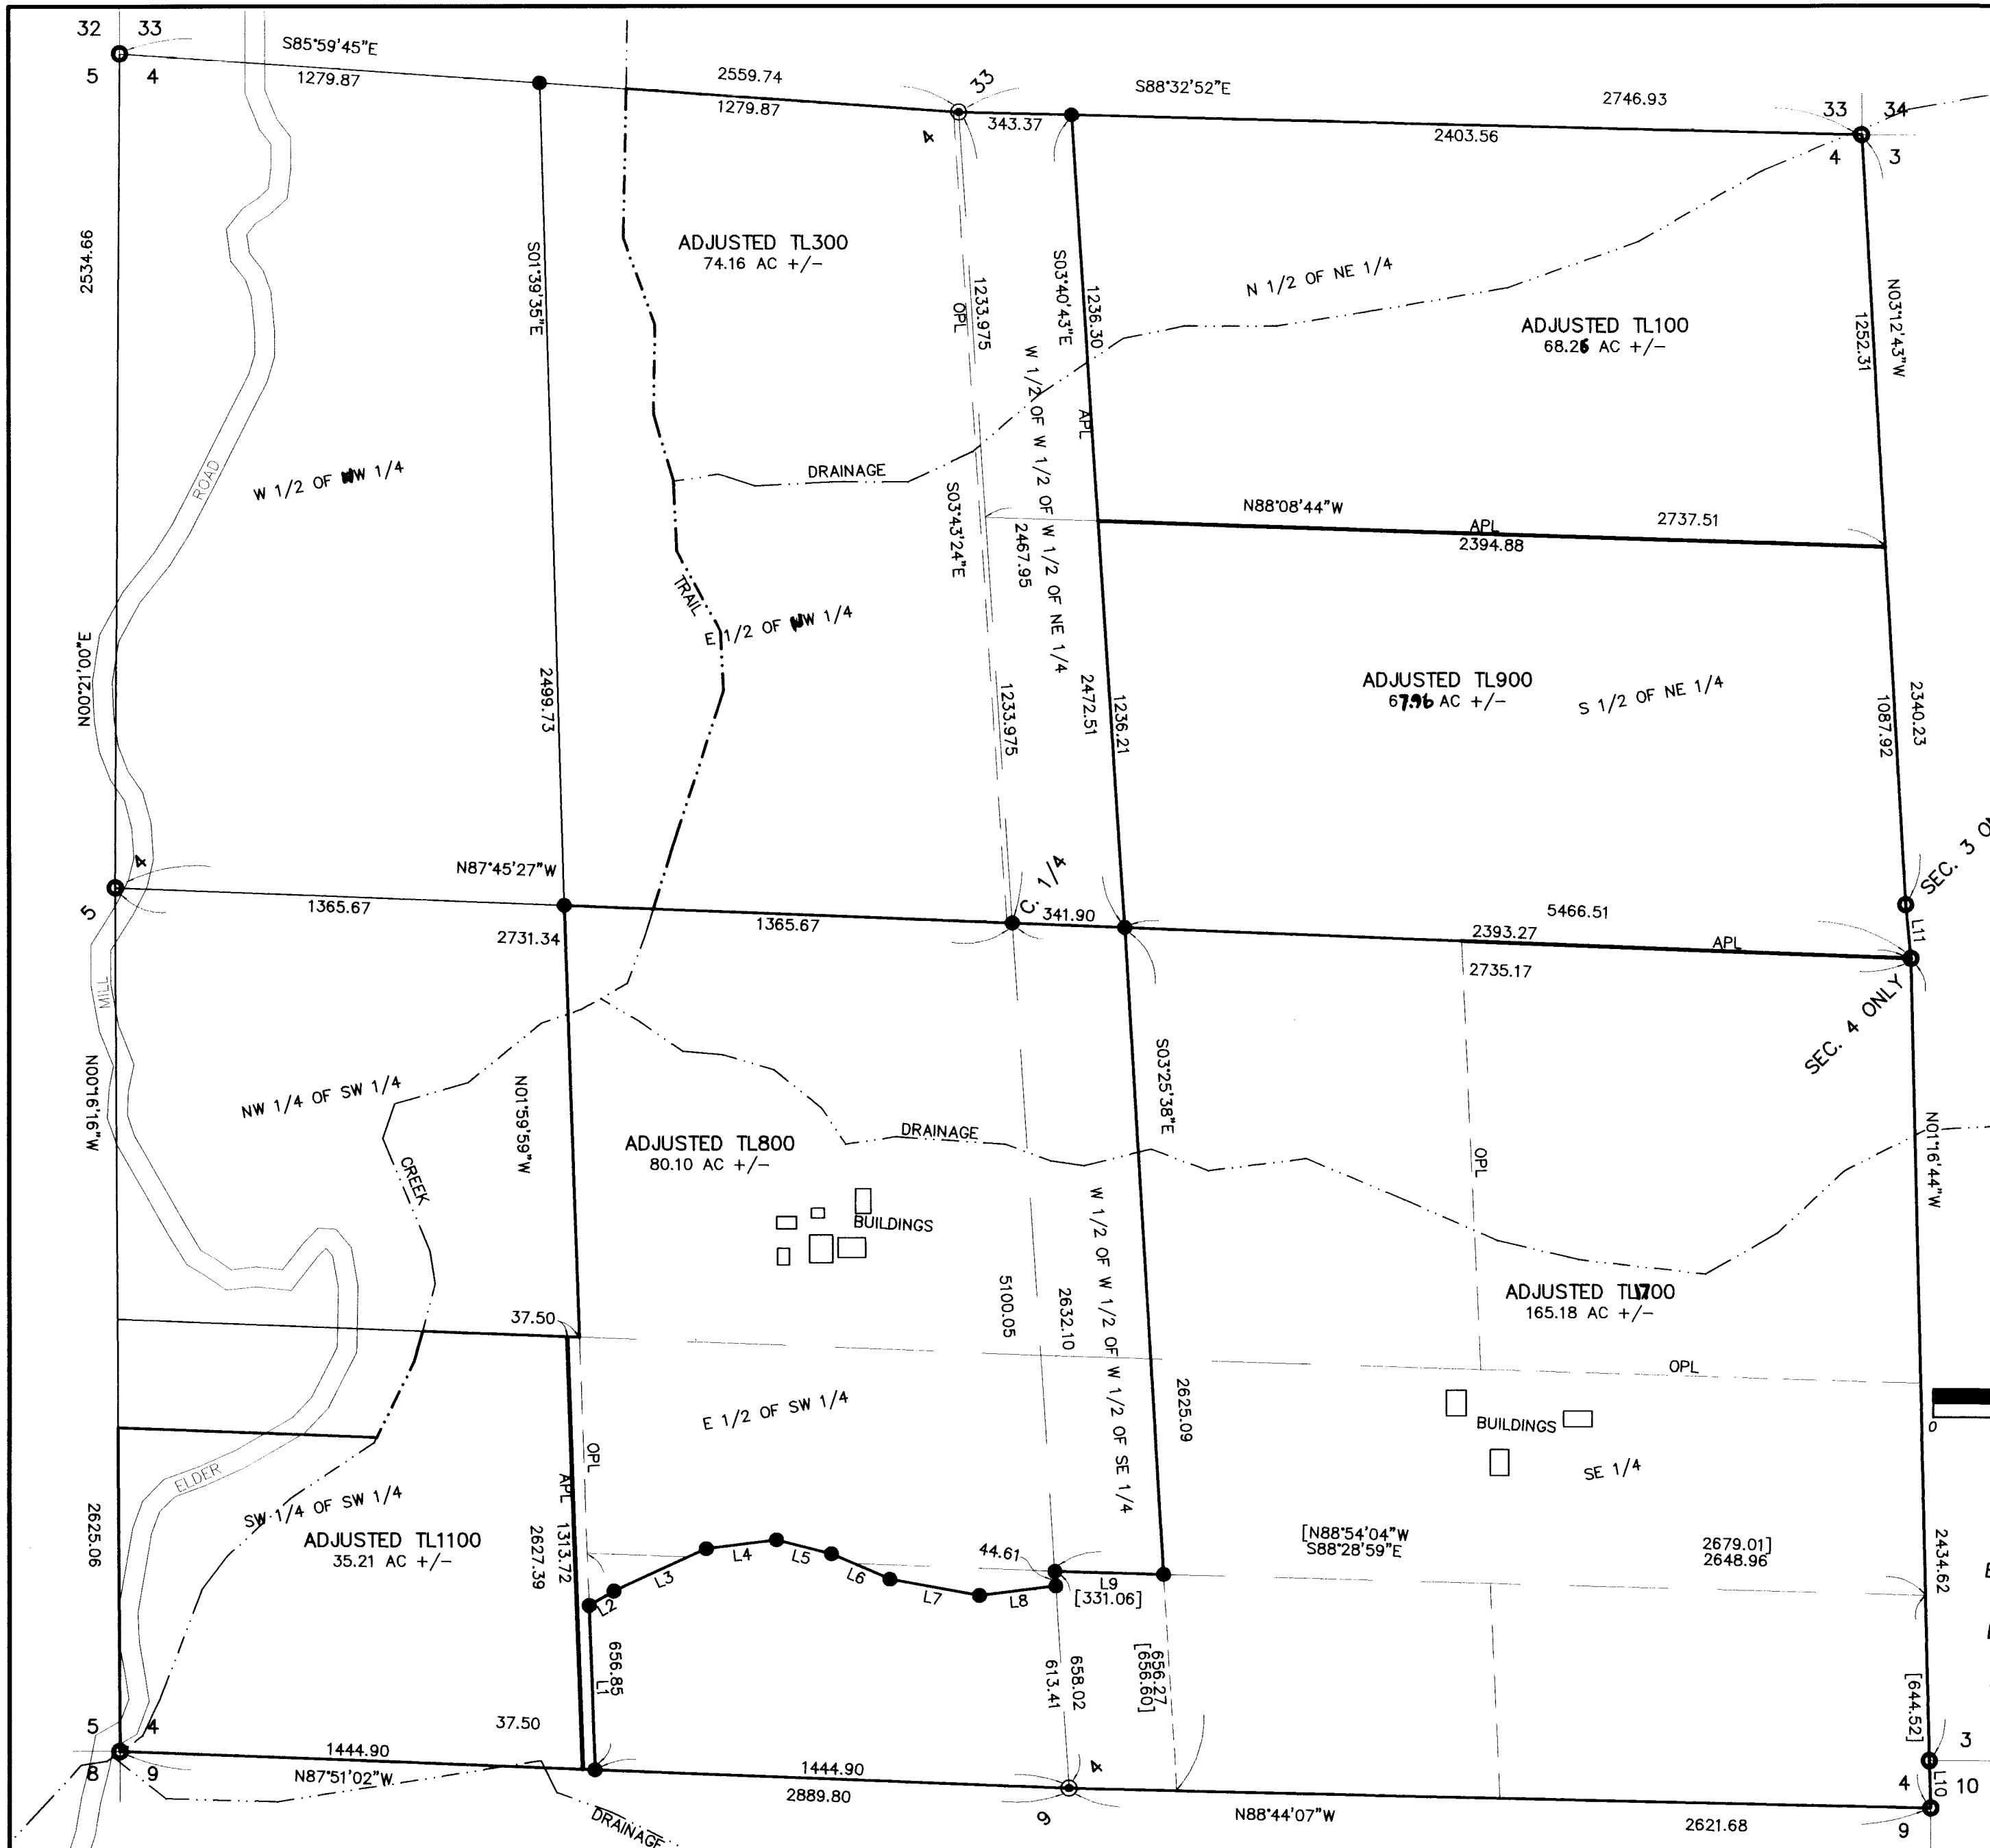 32 33
S85°59'45"E
5 4
1279.87
2559.74
1279.87
33
4
343.37
S88°32'52"E
2746.93
2403.56
33 34
4 3
2534.66
N00°21'00"E
S01°39'35"E
2499.73
ADJUSTED TL300
74.16 AC +/-
1233.975
OPL
S03°43'24"E
2467.95
1233.975
S03°40'43"E
1236.30
APL
W 1/2 OF W 1/2 OF W 1/2 OF NE 1/4
2472.51
1236.21
N 1/2 OF NE 1/4
ADJUSTED TL100
68.26 AC +/-
N03°12'43"W
1252.31
ROAD
W 1/2 OF NW 1/4
DRAINAGE
TRAIL
E 1/2 OF NW 1/4
N88°08'44"W
2737.51
APL
2394.88
ADJUSTED TL900
67.96 AC +/-
S 1/2 OF NE 1/4
2340.23
1087.92
4
5
N87°45'27"W
1365.67
2731.34
1365.67
C 1/4
341.90
5466.51
2393.27
APL
2735.17
SEC. 3
L11
SEC. 4 ONLY
MILL
N00°16'16"W
NW 1/4 OF SW 1/4
CREEK
N01°59'59"W
ADJUSTED TL800
80.10 AC +/-
DRAINAGE
BUILDINGS
S03°25'38"E
OPL
N01°16'44"W
5100.05
2632.10
W 1/2 OF W 1/2 OF W 1/2 OF SE 1/4
2625.09
ADJUSTED TL1700
165.18 AC +/-
OPL
37.50
E 1/2 OF SW 1/4
BUILDINGS
SE 1/4
0
ELDER
SW 1/4 OF SW 1/4
ADJUSTED TL1100
35.21 AC +/-
2625.06
OPL
APL
1313.72
2627.39
L2
L3
L4
L5
L6
L7
L8
44.61
L9
[331.06]
[N88°54'04"W
S88°28'59"E
2679.01]
2648.96
2434.62
656.85
L1
658.02
613.41
656.27
[656.60]
[644.52]
5 4
8 9
1444.90
N87°51'02"W
37.50
1444.90
2889.80
DRAINAGE
4
9
N88°44'07"W
2621.68
3
L10
4 10
9